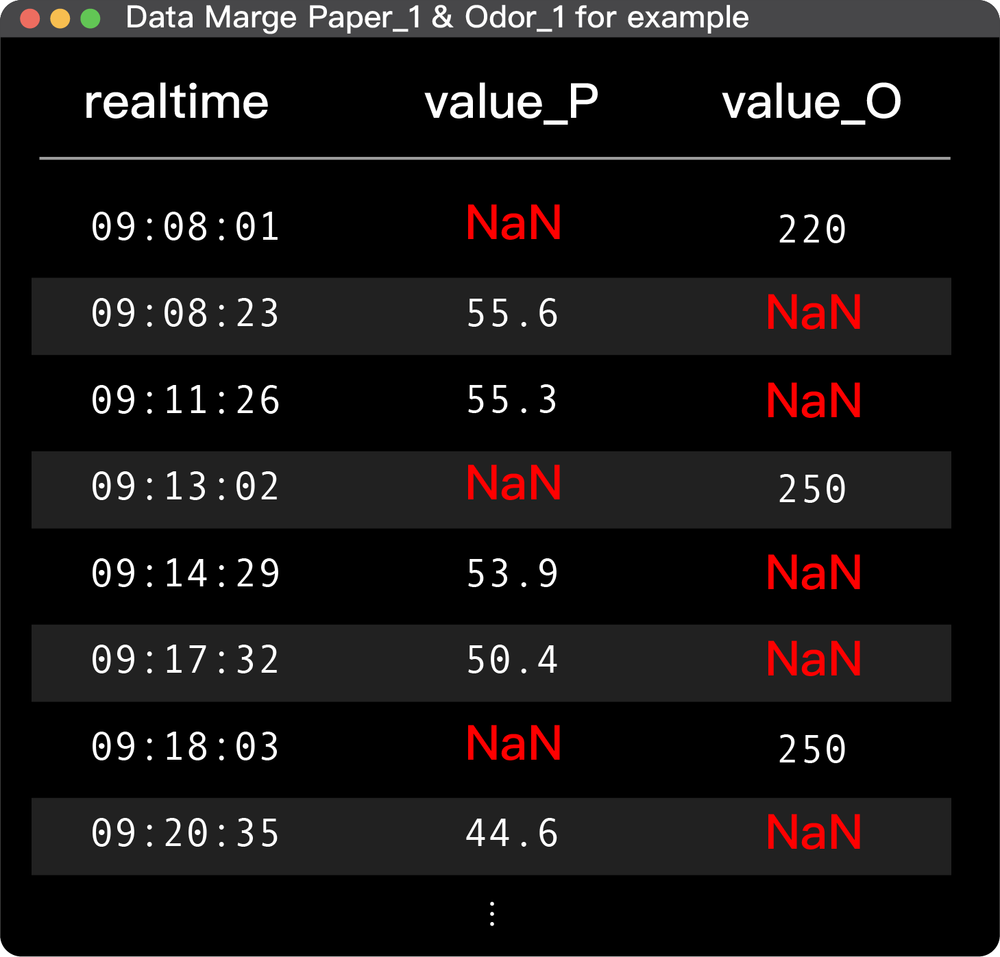 Data Marge Paper_1 & Odor_1 for example
realtime value_P value_O
09:08:01 NaN 220
09:08:23 55.6 NaN
09:11:26 55.3 NaN
09:13:02 NaN 250
09:14:29 53.9 NaN
09:17:32 50.4 NaN
09:18:03 NaN 250
09:20:35 44.6 NaN
⋮